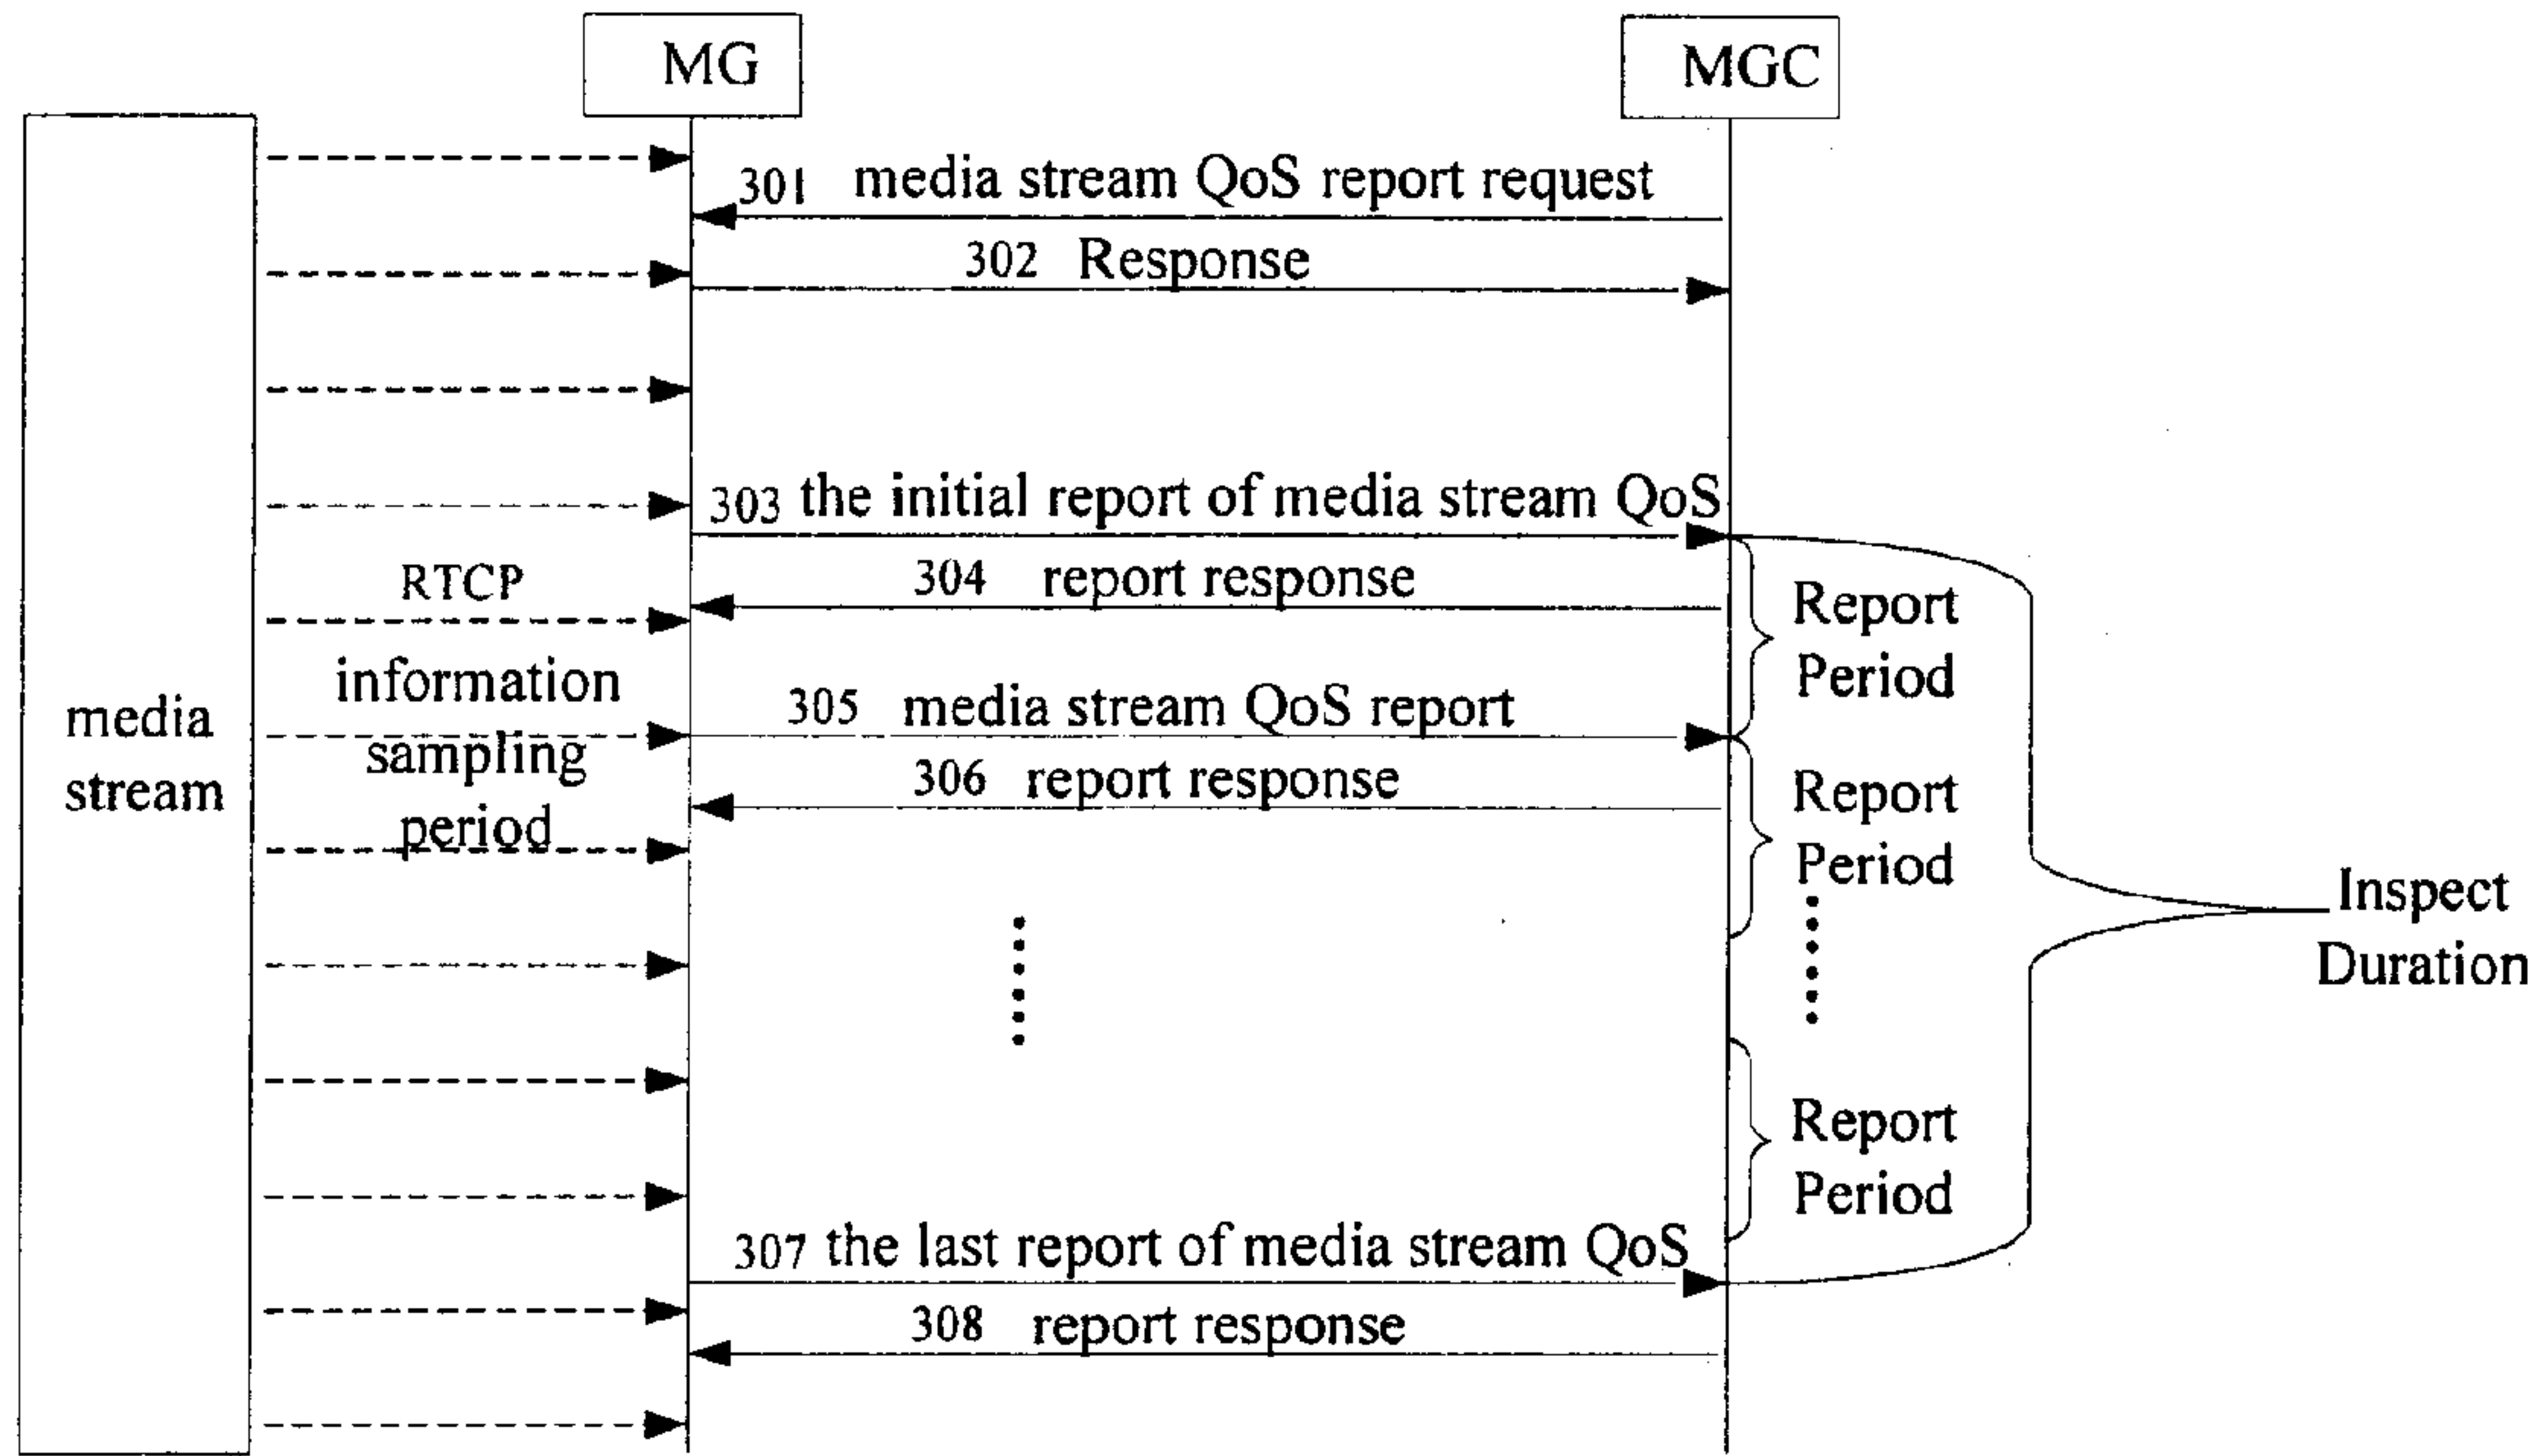 MG
MGC
301 media stream QoS report request
302 Response
303 the initial report of media stream QoS
304 report response
RTCP
information
sampling
period
media
stream
Report
Period
305 media stream QoS report
306 report response
Report
Period
Inspect
Duration
Report
Period
307 the last report of media stream QoS
308 report response